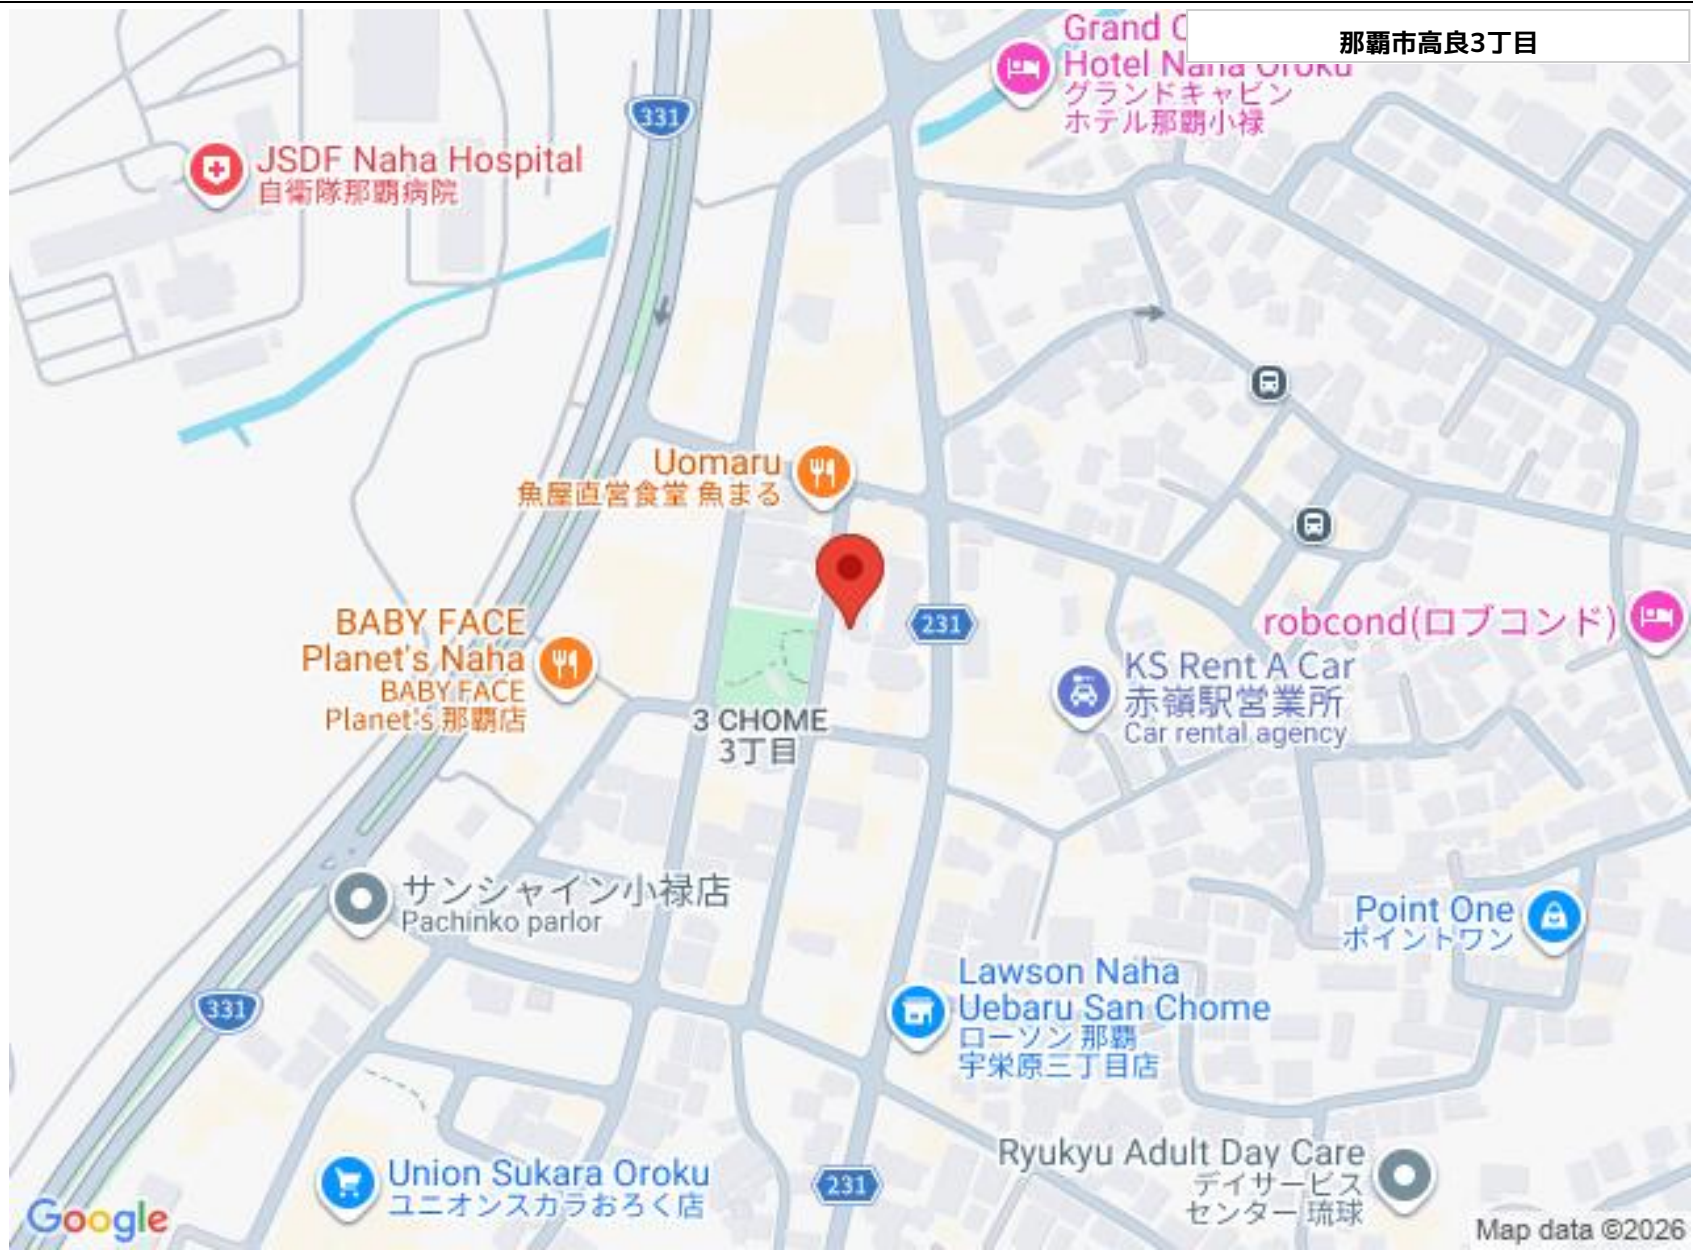 那覇市高良3丁目
Hotel Naha Oroku
グランドキャビン
ホテル那覇小禄
331
JSDF Naha Hospital
自衛隊那覇病院
Uomaru
魚屋直営食堂 魚まる
BABY FACE
Planet's Naha
BABY FACE
Planet's 那覇店
231
robcond(ロブコンド)
KS Rent A Car
赤嶺駅営業所
Car rental agency
3 CHOME
3丁目
サンシャイン小禄店
Pachinko parlor
Point One
ポイントワン
331
Lawson Naha
Uebaru San Chome
ローソン 那覇
宇栄原三丁目店
Union Sukara Oroku
ユニオンスカラおろく店
231
Ryukyu Adult Day Care
デイサービス
センター 琉球
Google
Map data ©2026